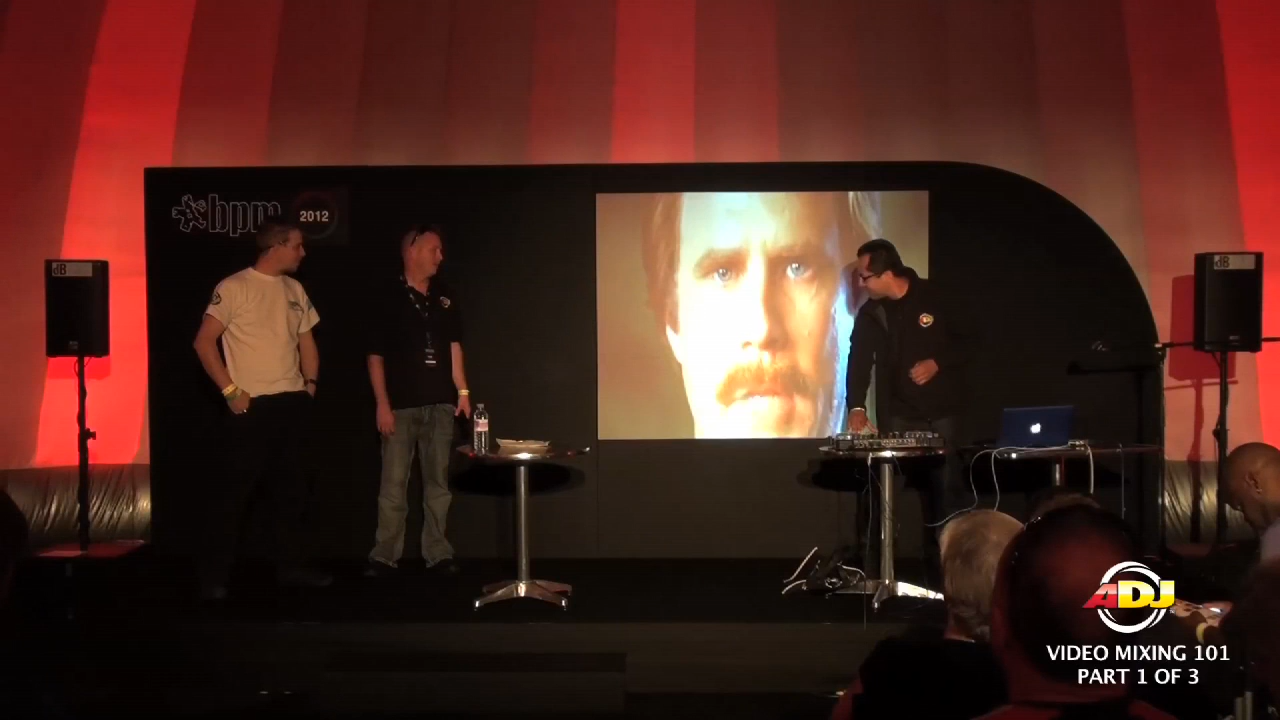 bpm 2012
dB
dB
ADJ
VIDEO MIXING 101
PART 1 OF 3